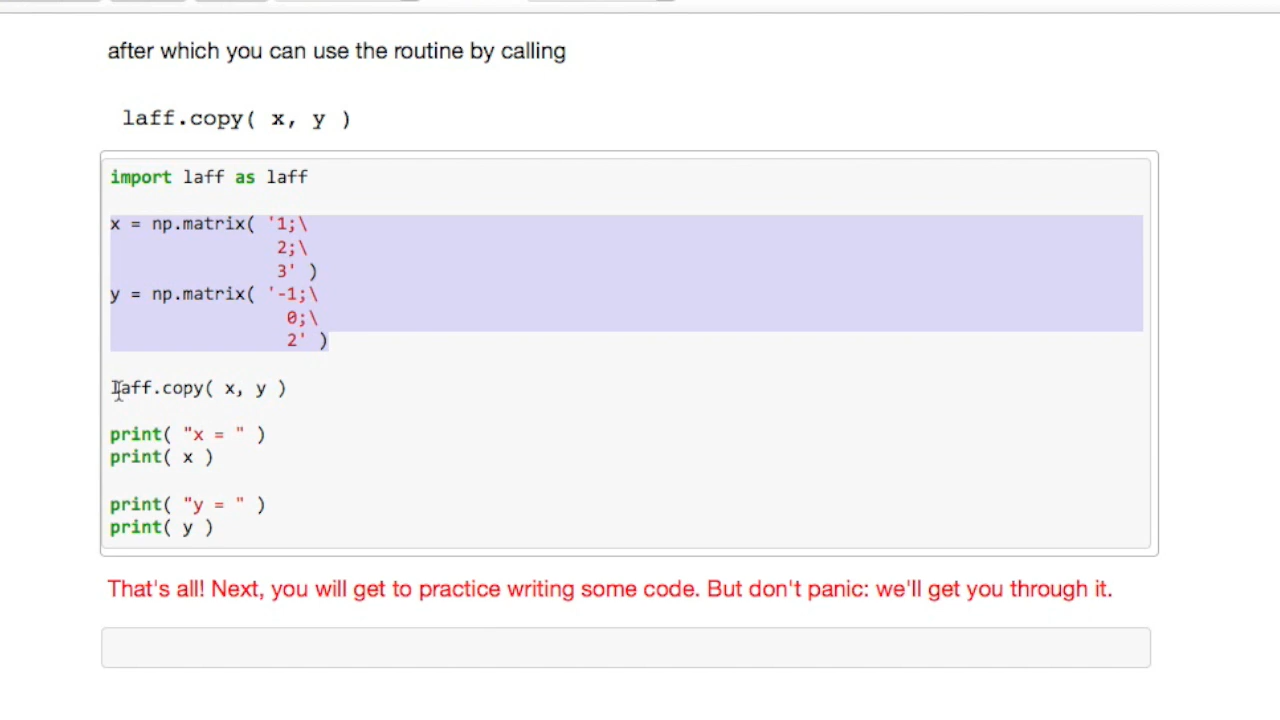 after which you can use the routine by calling
laff.copy( x, y )
import laff as laff
x = np.matrix( '1;\
2;\
3' )
y = np.matrix( '-1;\
0;\
2' )
laff.copy( x, y )
print( "x = " )
print( x )
print( "y = " )
print( y )
That's all! Next, you will get to practice writing some code. But don't panic: we'll get you through it.